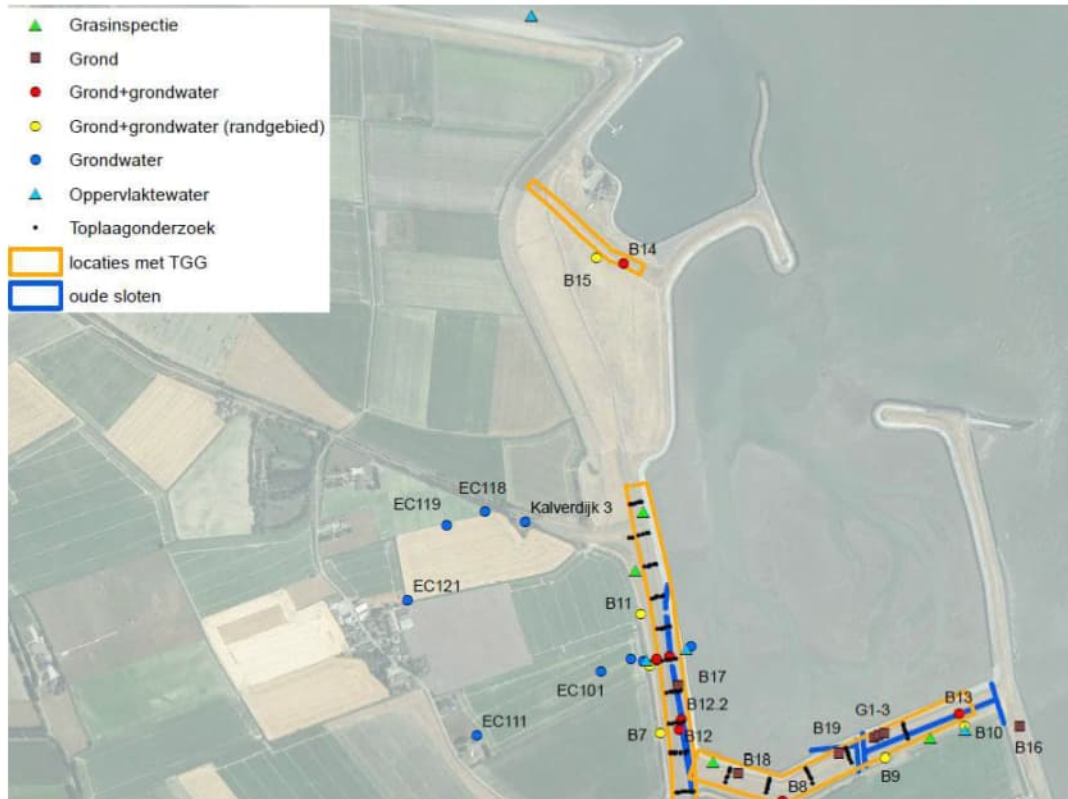 Grasinspectie
Grond
Grond+grondwater
Grond+grondwater (randgebied)
Grondwater
Oppervlaktewater
Toplaagonderzoek
locaties met TGG
oude sloten
B14
B15
EC118
EC119
Kalverdijk 3
EC121
B11
EC101
B17
B12.2
EC111
B7
B12
G1-3
B13
B19
B10
B16
B18
B9
B8